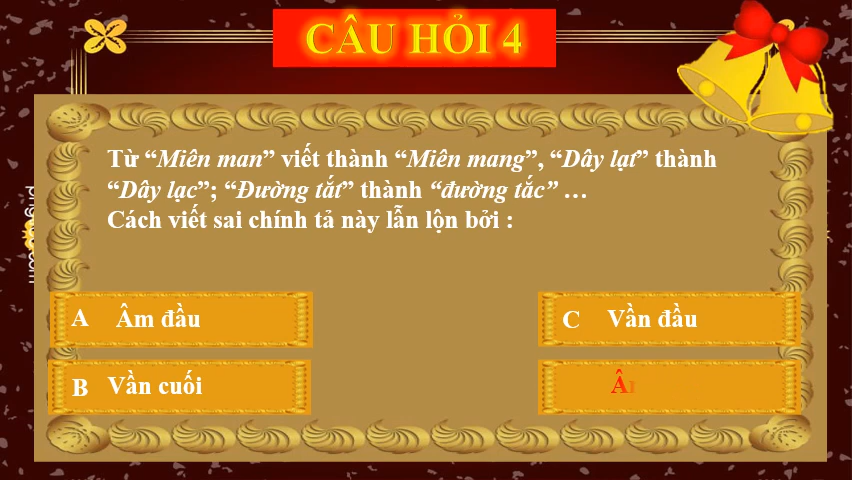 CÂU HỎI 4
Từ “Miên man” viết thành “Miên mang”, “Dây lạt” thành
“Dây lạc”; “Đường tắt” thành “đường tắc” …
Cách viết sai chính tả này lẫn lộn bởi :
A Âm đầu
C Vần đầu
B Vần cuối